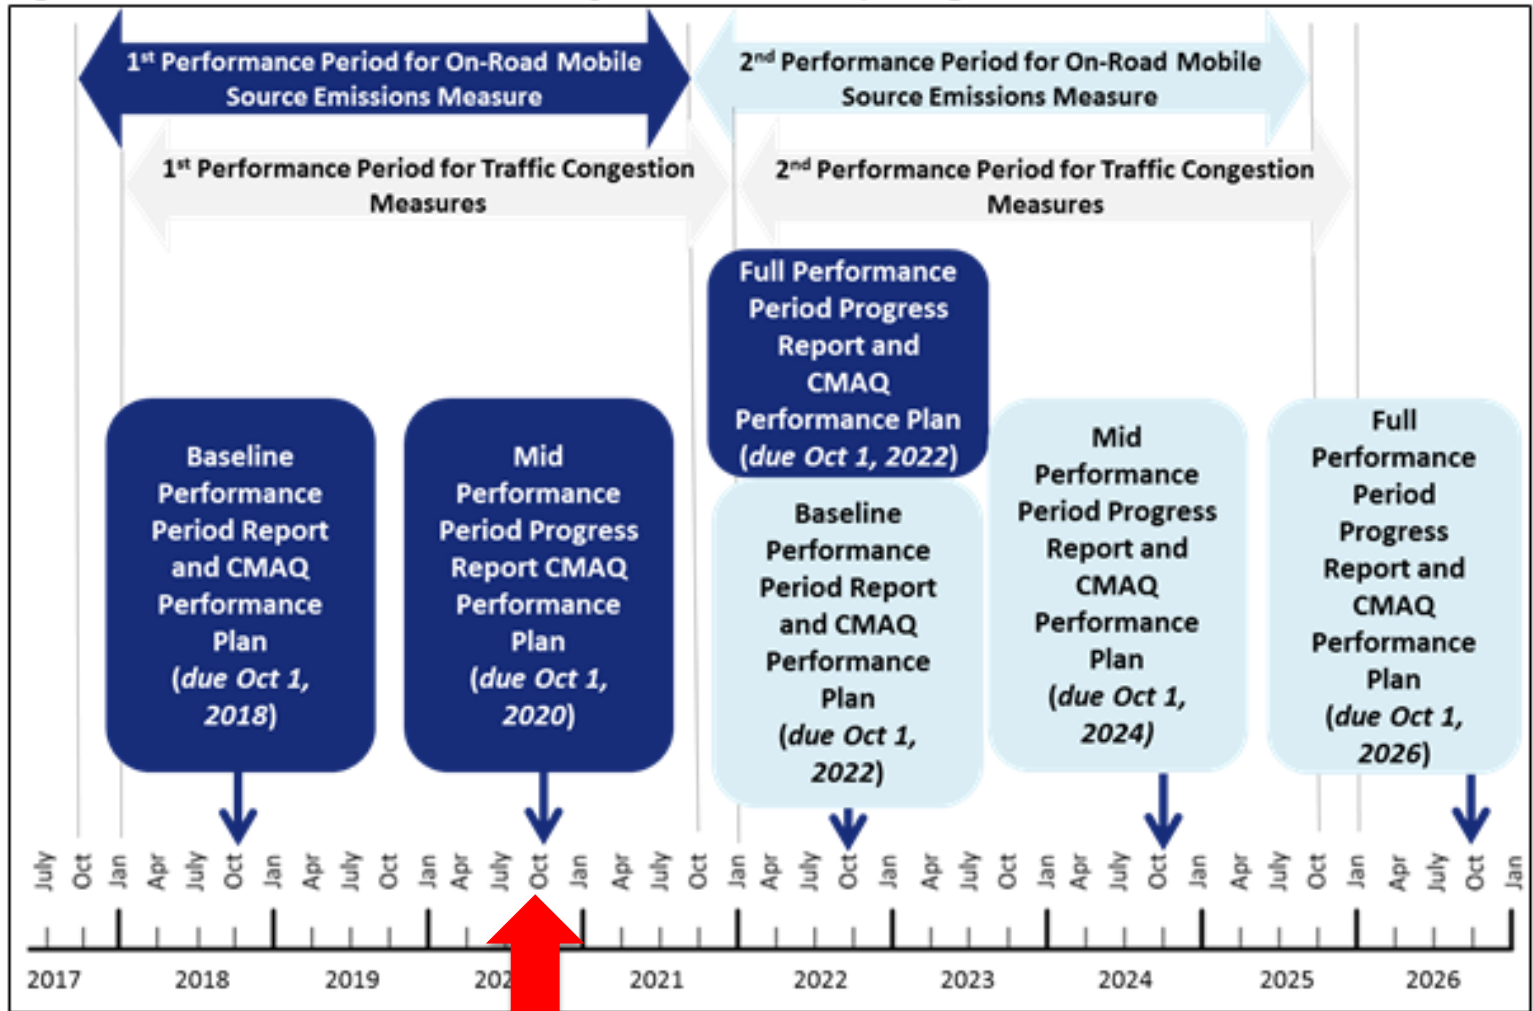 1st Performance Period for On-Road Mobile
Source Emissions Measure
2nd Performance Period for On-Road Mobile
Source Emissions Measure
1st Performance Period for Traffic Congestion
Measures
2nd Performance Period for Traffic Congestion
Measures
Baseline
Performance
Period Report
and CMAQ
Performance
Plan
(due Oct 1,
2018)
Mid
Performance
Period Progress
Report CMAQ
Performance
Plan
(due Oct 1,
2020)
Full Performance
Period Progress
Report and
CMAQ
Performance Plan
(due Oct 1, 2022)
Baseline
Performance
Period Report
and CMAQ
Performance
Plan
(due Oct 1,
2022)
Mid
Performance
Period Progress
Report and
CMAQ
Performance
Plan
(due Oct 1,
2024)
Full
Performance
Period
Progress
Report and
CMAQ
Performance
Plan
(due Oct 1,
2026)
July Oct Jan Apr July Oct Jan Apr July Oct Jan Apr July Oct Jan Apr July Oct Jan Apr July Oct Jan Apr July Oct Jan Apr July Oct Jan Apr July Oct Jan Apr July Oct Jan
2017 2018 2019 2021 2022 2023 2024 2025 2026